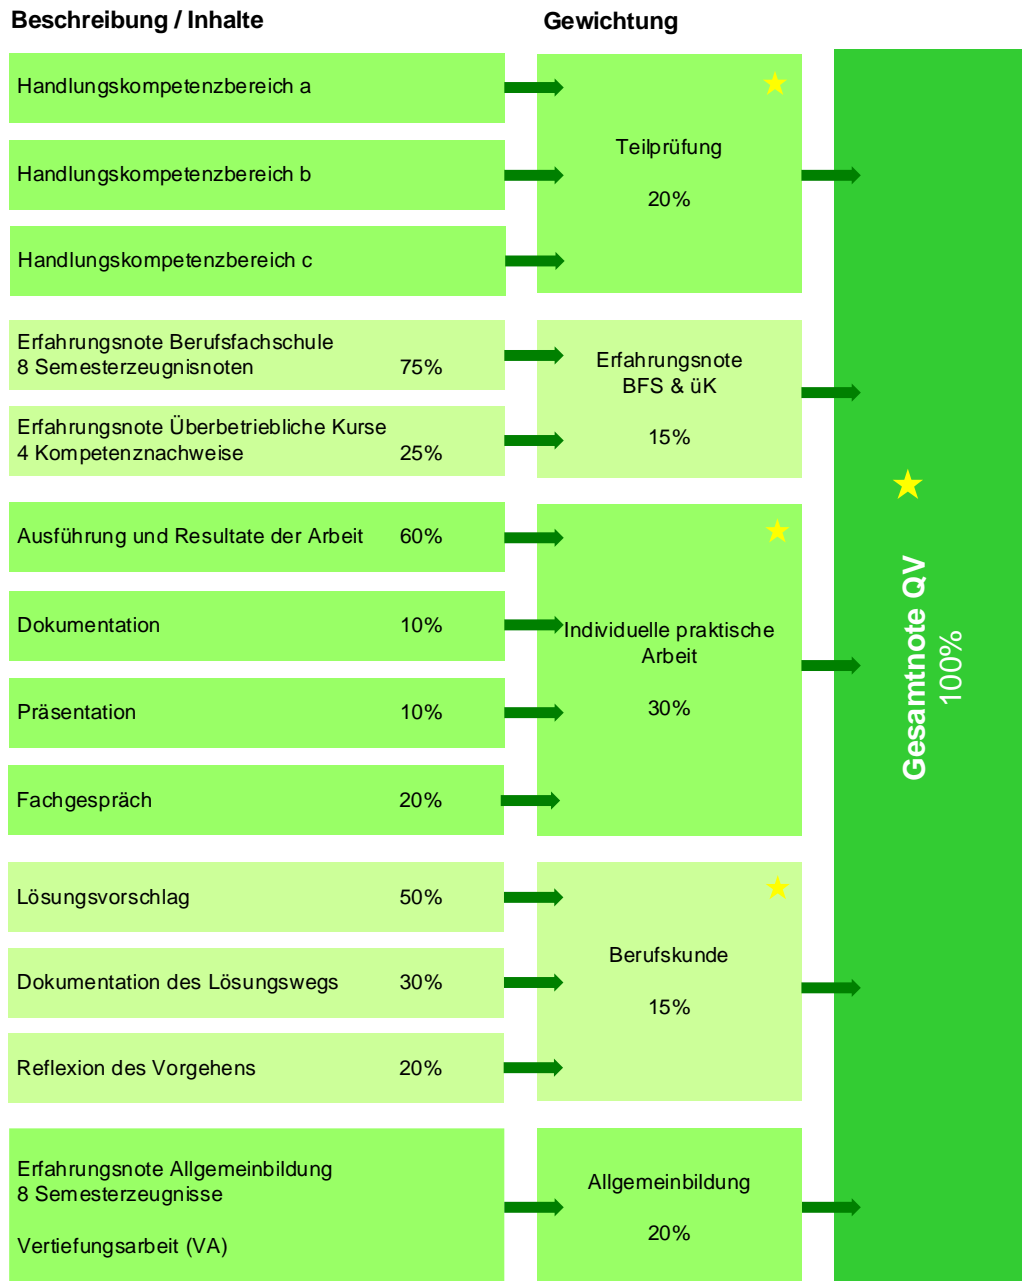 Beschreibung / Inhalte
Gewichtung
Handlungskompetenzbereich a
Handlungskompetenzbereich b
Handlungskompetenzbereich c
Teilprüfung
20%
Erfahrungsnote Berufsfachschule
8 Semesterzeugnisnoten 75%
Erfahrungsnote Überbetriebliche Kurse
4 Kompetenznachweise 25%
Erfahrungsnote
BFS & üK
15%
Ausführung und Resultate der Arbeit 60%
Dokumentation 10%
Präsentation 10%
Fachgespräch 20%
Individuelle praktische
Arbeit
30%
Lösungsvorschlag 50%
Dokumentation des Lösungswegs 30%
Reflexion des Vorgehens 20%
Berufskunde
15%
Erfahrungsnote Allgemeinbildung
8 Semesterzeugnisse
Vertiefungsarbeit (VA)
Allgemeinbildung
20%
Gesamtnote QV
100%